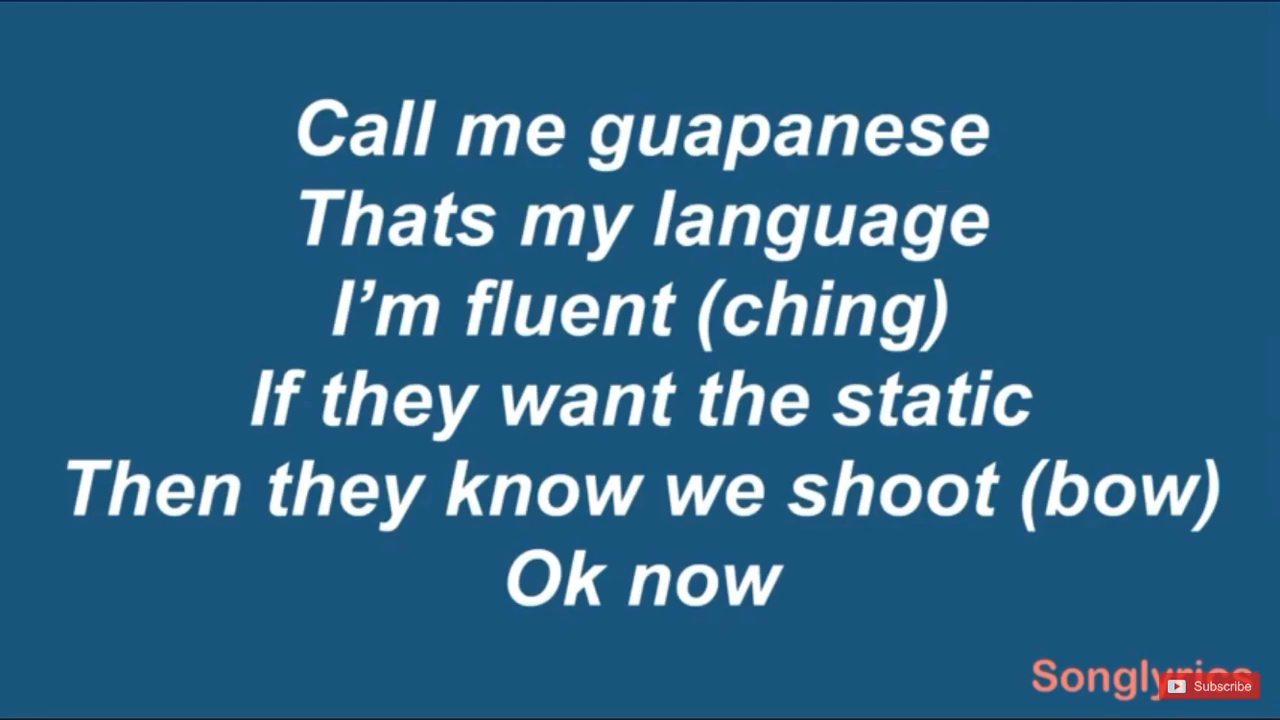 Call me guapanese
Thats my language
I’m fluent (ching)
If they want the static
Then they know we shoot (bow)
Ok now
Songlyrics
Subscribe